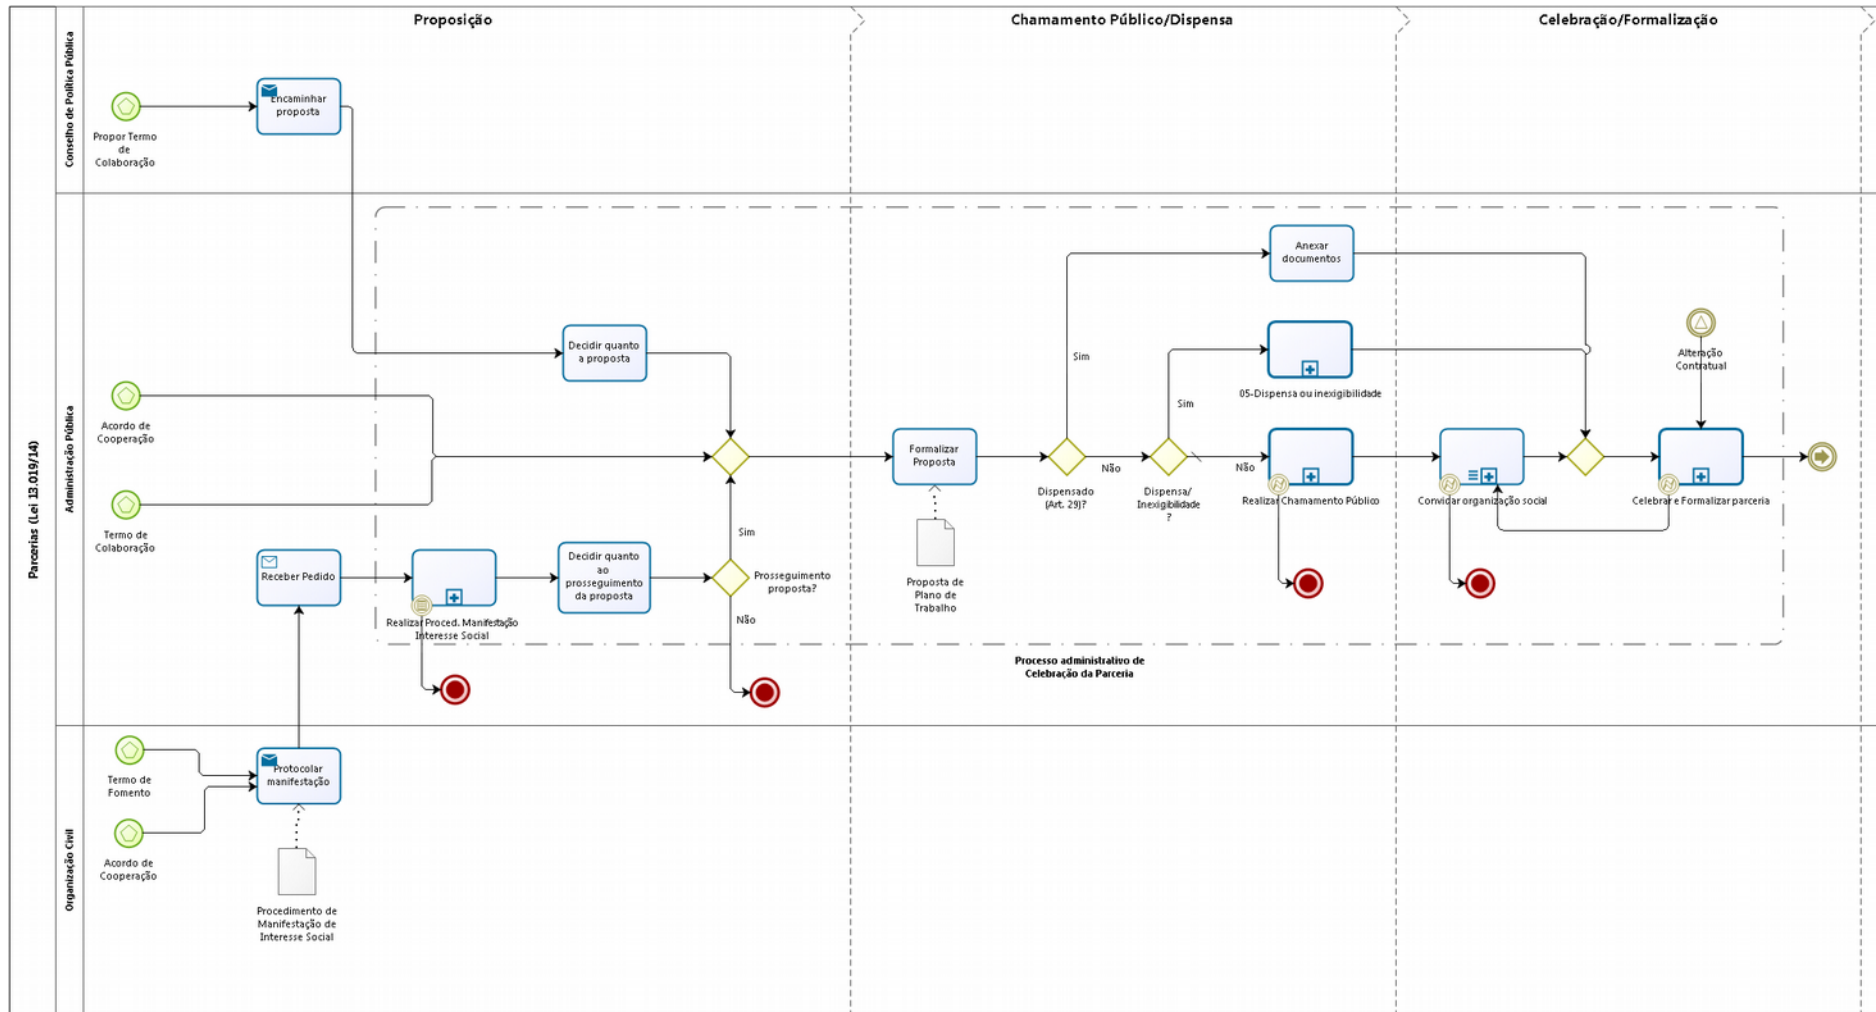 Proposição
Chamamento Público/Dispensa
Celebração/Formalização
Parcerias (Lei 13.019/14)
Conselho de Política Pública
Propor Termo
de
Colaboração
Encaminhar
proposta
Administração Pública
Acordo de
Cooperação
Termo de
Colaboração
Decidir quanto
a proposta
Receber Pedido
Realizar Proced. Manifestação
Interesse Social
Decidir quanto
ao
prosseguimento
da proposta
Prosseguimento
proposta?
Sim
Não
Formalizar
Proposta
Proposta de
Plano de
Trabalho
Dispensado
(Art. 29)?
Sim
Não
Dispensa/
Inexigibilidade
?
Sim
Não
Anexar
documentos
05-Dispensa ou inexigibilidade
Realizar Chamamento Público
Convidar organização social
Alteração
Contratual
Celebrar e Formalizar parceria
Processo administrativo de
Celebração da Parceria
Organização Civil
Termo de
Fomento
Acordo de
Cooperação
Protocolar
manifestação
Procedimento de
Manifestação de
Interesse Social